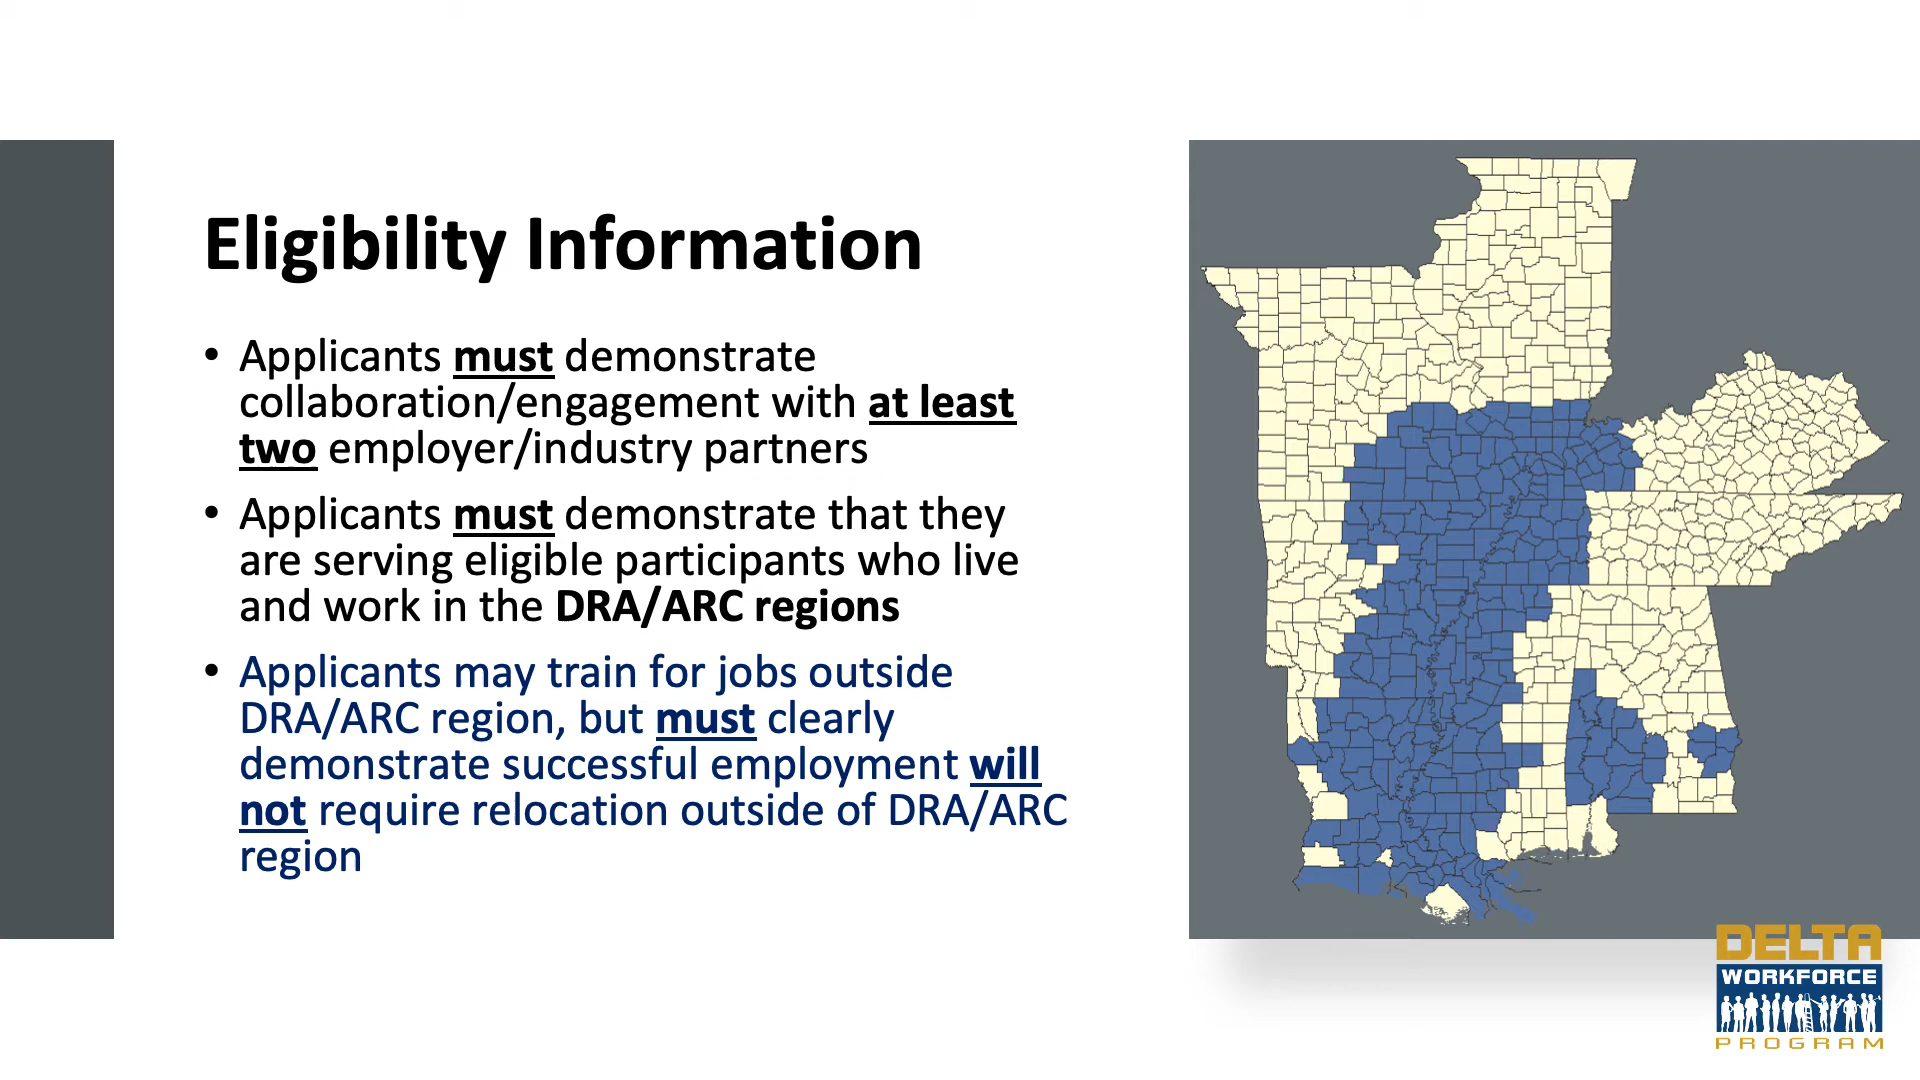 Eligibility Information
• Applicants must demonstrate
collaboration/engagement with at least
two employer/industry partners
• Applicants must demonstrate that they
are serving eligible participants who live
and work in the DRA/ARC regions
• Applicants may train for jobs outside
DRA/ARC region, but must clearly
demonstrate successful employment will
not require relocation outside of DRA/ARC
region
DELTA
WORKFORCE
PROGRAM